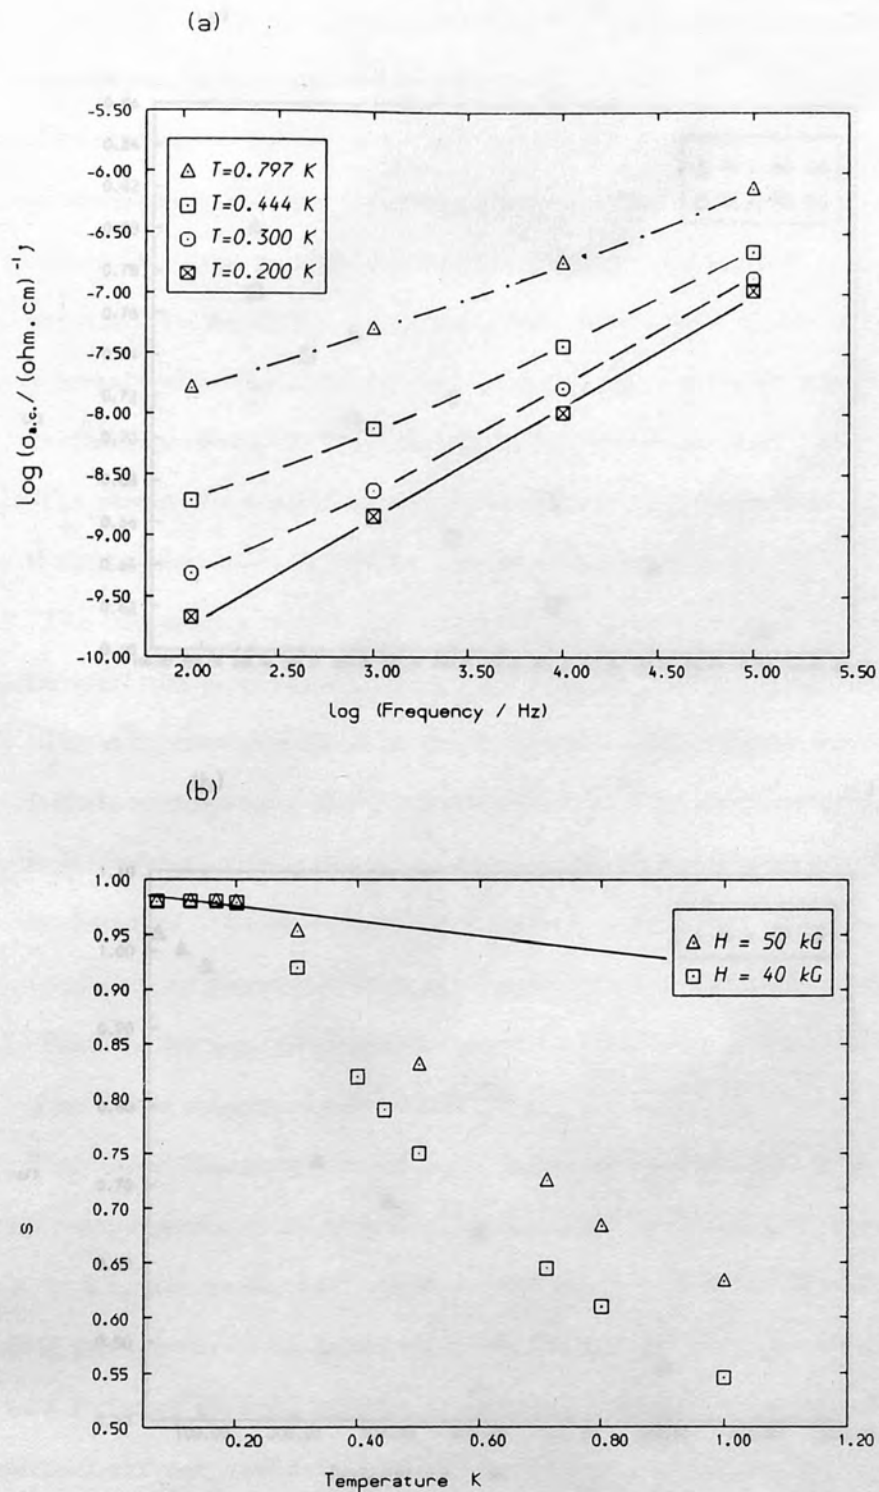 (a)
-5.50
-6.00
-6.50
-7.00
-7.50
-8.00
-8.50
-9.00
-9.50
-10.00
T=0.797 K
T=0.444 K
T=0.300 K
T=0.200 K
log (σa.c./ (ohm.cm)⁻¹)
2.00 2.50 3.00 3.50 4.00 4.50 5.00 5.50
log (Frequency / Hz)
(b)
1.00
0.95
0.90
0.85
0.80
0.75
0.70
0.65
0.60
0.55
0.50
H = 50 kG
H = 40 kG
S
0.20 0.40 0.60 0.80 1.00 1.20
Temperature K